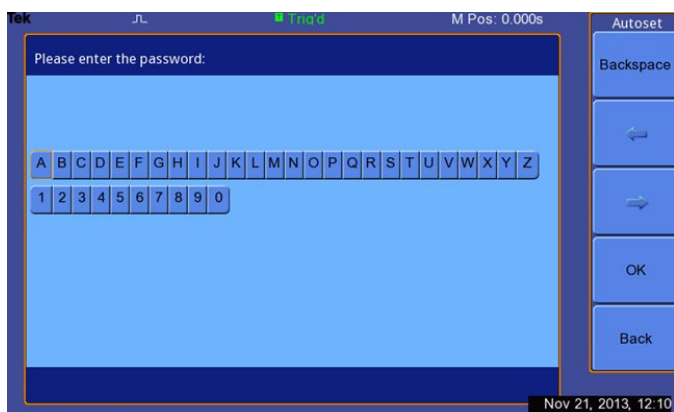 Tek
T Trig'd
M Pos: 0.000s
Autoset
Please enter the password:
Backspace
A B C D E F G H I J K L M N O P Q R S T U V W X Y Z
1 2 3 4 5 6 7 8 9 0
OK
Back
Nov 21, 2013, 12:10